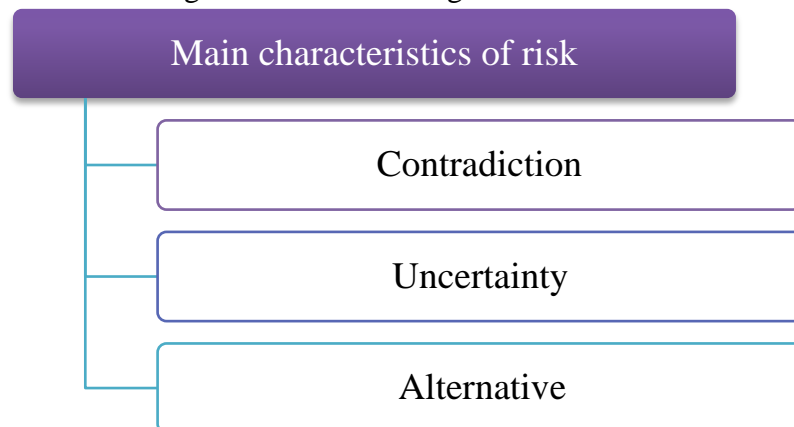 Main characteristics of risk
Contradiction
Uncertainty
Alternative